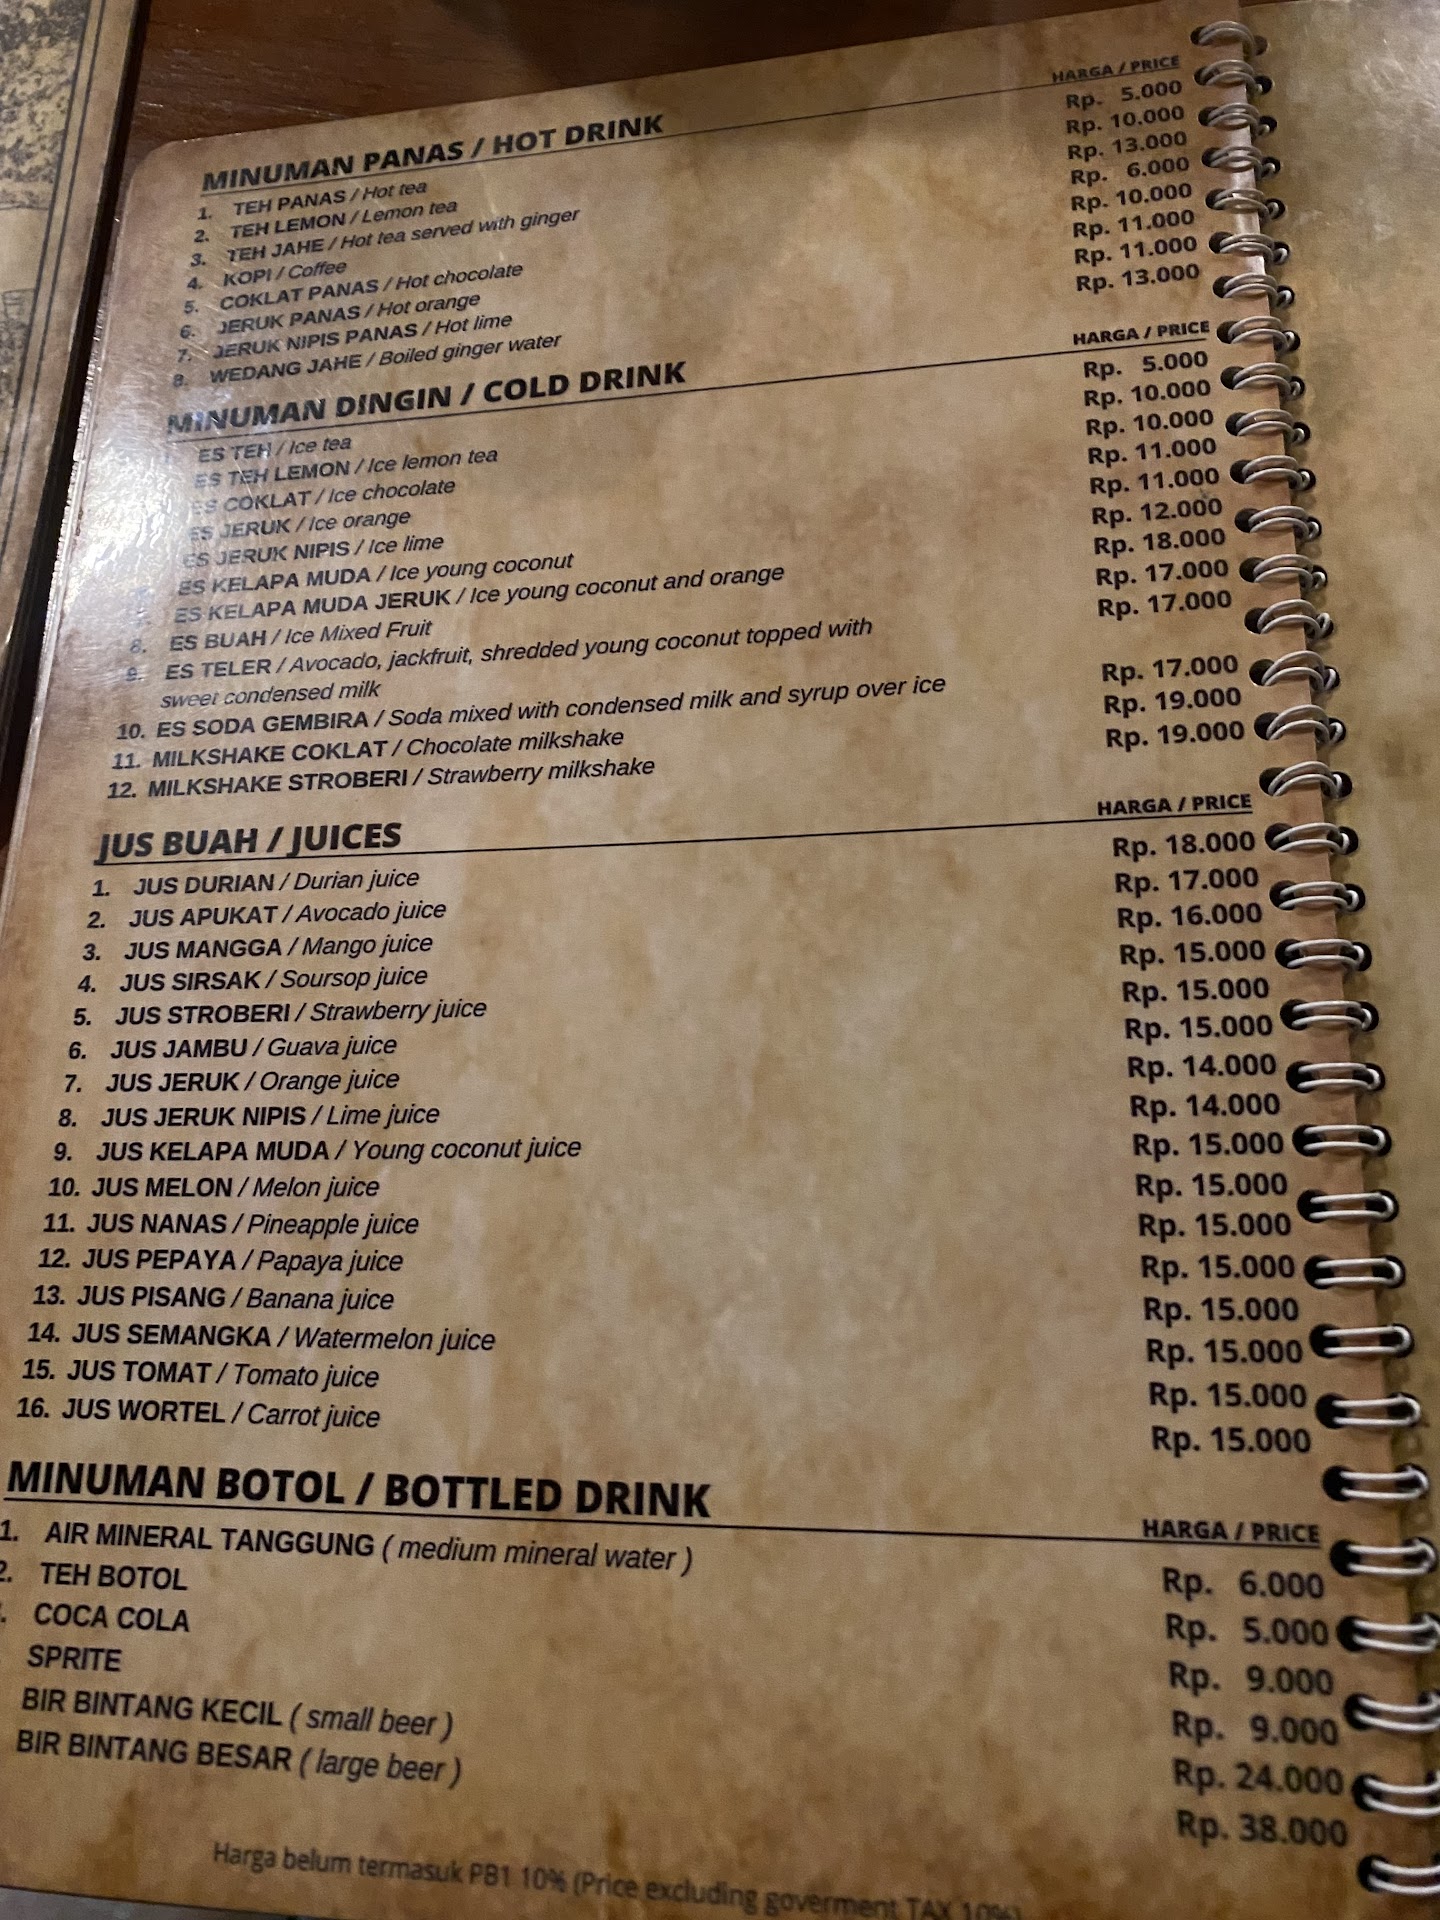 MINUMAN PANAS / HOT DRINK HARGA / PRICE
1. TEH PANAS / Hot tea Rp. 5.000
2. TEH LEMON / Lemon tea Rp. 10.000
3. TEH JAHE / Hot tea served with ginger Rp. 13.000
4. KOPI / Coffee Rp. 6.000
5. COKLAT PANAS / Hot chocolate Rp. 10.000
6. JERUK PANAS / Hot orange Rp. 11.000
7. JERUK NIPIS PANAS / Hot lime Rp. 11.000
8. WEDANG JAHE / Boiled ginger water Rp. 13.000
MINUMAN DINGIN / COLD DRINK HARGA / PRICE
ES TEH / Ice tea Rp. 5.000
ES TEH LEMON / Ice lemon tea Rp. 10.000
ES COKLAT / Ice chocolate Rp. 10.000
ES JERUK / Ice orange Rp. 11.000
ES JERUK NIPIS / Ice lime Rp. 11.000
ES KELAPA MUDA / Ice young coconut Rp. 12.000
ES KELAPA MUDA JERUK / Ice young coconut and orange Rp. 18.000
8. ES BUAH / Ice Mixed Fruit Rp. 17.000
9. ES TELER / Avocado, jackfruit, shredded young coconut topped with Rp. 17.000
sweet condensed milk
10. ES SODA GEMBIRA / Soda mixed with condensed milk and syrup over ice Rp. 17.000
11. MILKSHAKE COKLAT / Chocolate milkshake Rp. 19.000
12. MILKSHAKE STROBERI / Strawberry milkshake Rp. 19.000
JUS BUAH / JUICES HARGA / PRICE
1. JUS DURIAN / Durian juice Rp. 18.000
2. JUS APUKAT / Avocado juice Rp. 17.000
3. JUS MANGGA / Mango juice Rp. 16.000
4. JUS SIRSAK / Soursop juice Rp. 15.000
5. JUS STROBERI / Strawberry juice Rp. 15.000
6. JUS JAMBU / Guava juice Rp. 15.000
7. JUS JERUK / Orange juice Rp. 14.000
8. JUS JERUK NIPIS / Lime juice Rp. 14.000
9. JUS KELAPA MUDA / Young coconut juice Rp. 15.000
10. JUS MELON / Melon juice Rp. 15.000
11. JUS NANAS / Pineapple juice Rp. 15.000
12. JUS PEPAYA / Papaya juice Rp. 15.000
13. JUS PISANG / Banana juice Rp. 15.000
14. JUS SEMANGKA / Watermelon juice Rp. 15.000
15. JUS TOMAT / Tomato juice Rp. 15.000
16. JUS WORTEL / Carrot juice Rp. 15.000
MINUMAN BOTOL / BOTTLED DRINK HARGA / PRICE
1. AIR MINERAL TANGGUNG ( medium mineral water ) Rp. 6.000
2. TEH BOTOL Rp. 5.000
COCA COLA Rp. 9.000
SPRITE Rp. 9.000
BIR BINTANG KECIL ( small beer ) Rp. 24.000
BIR BINTANG BESAR ( large beer ) Rp. 38.000
Harga belum termasuk PB1 10% (Price excluding goverment TAX 10%)